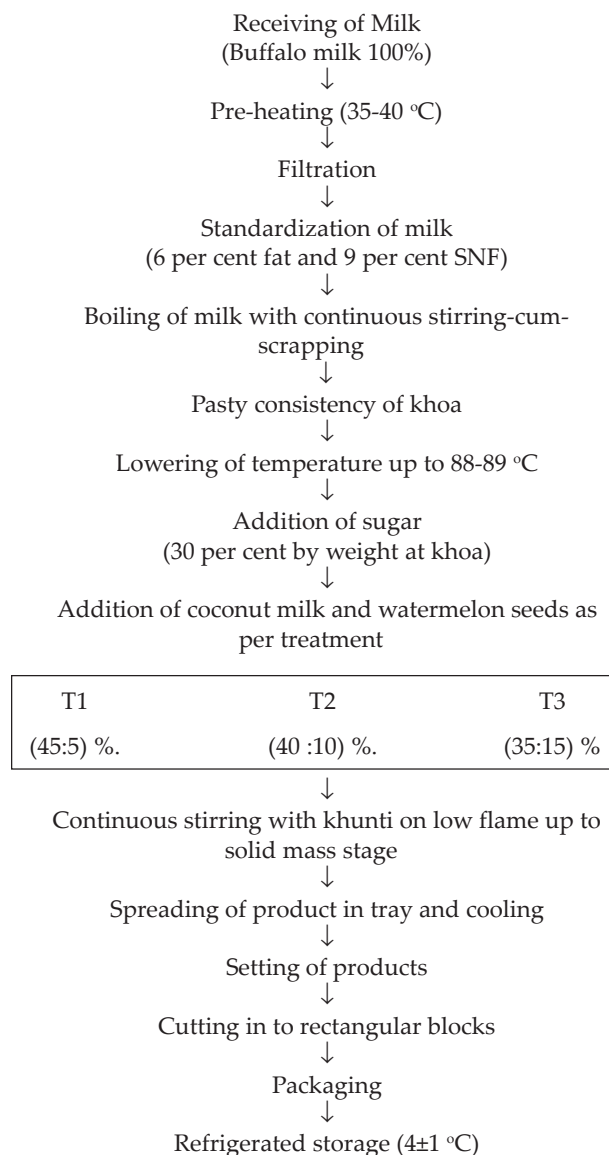 Receiving of Milk
(Buffalo milk 100%)
↓
Pre-heating (35-40 °C)
↓
Filtration
↓
Standardization of milk
(6 per cent fat and 9 per cent SNF)
↓
Boiling of milk with continuous stirring-cum-
scrapping
↓
Pasty consistency of khoa
↓
Lowering of temperature up to 88-89 °C
↓
Addition of sugar
(30 per cent by weight at khoa)
↓
Addition of coconut milk and watermelon seeds as
per treatment
T1 T2 T3
(45:5) %. (40 :10) %. (35:15) %
↓
Continuous stirring with khunti on low flame up to
solid mass stage
↓
Spreading of product in tray and cooling
↓
Setting of products
↓
Cutting in to rectangular blocks
↓
Packaging
↓
Refrigerated storage (4±1 °C)